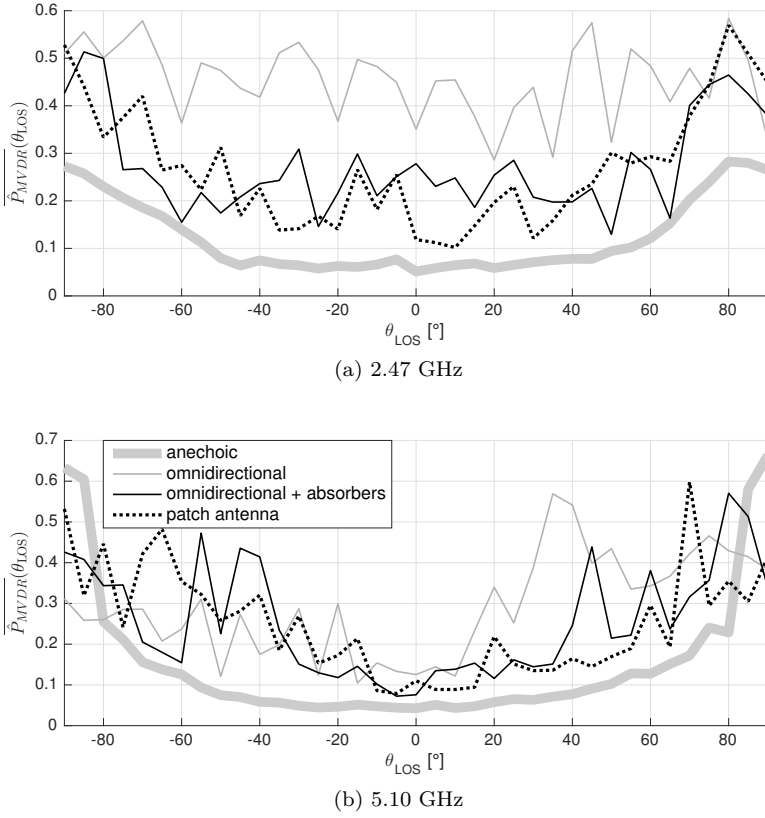 0.6
0.5
0.4
0.3
0.2
0.1
0
P̂_MVDR(θ_LOS)
-80 -60 -40 -20 0 20 40 60 80
θ_LOS [°]
(a) 2.47 GHz
0.7
0.6
0.5
0.4
0.3
0.2
0.1
0
P̂_MVDR(θ_LOS)
anechoic
omnidirectional
omnidirectional + absorbers
patch antenna
-80 -60 -40 -20 0 20 40 60 80
θ_LOS [°]
(b) 5.10 GHz